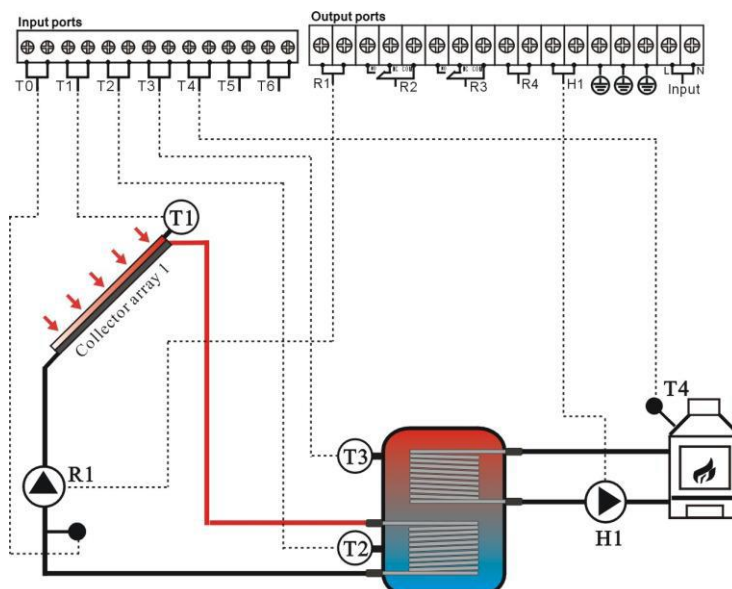 Input ports
Output ports
T0 T1 T2 T3 T4 T5 T6
R1 R2 R3 R4 H1 L N
Input
T1
Collector array 1
R1
T3
T4
T2
H1